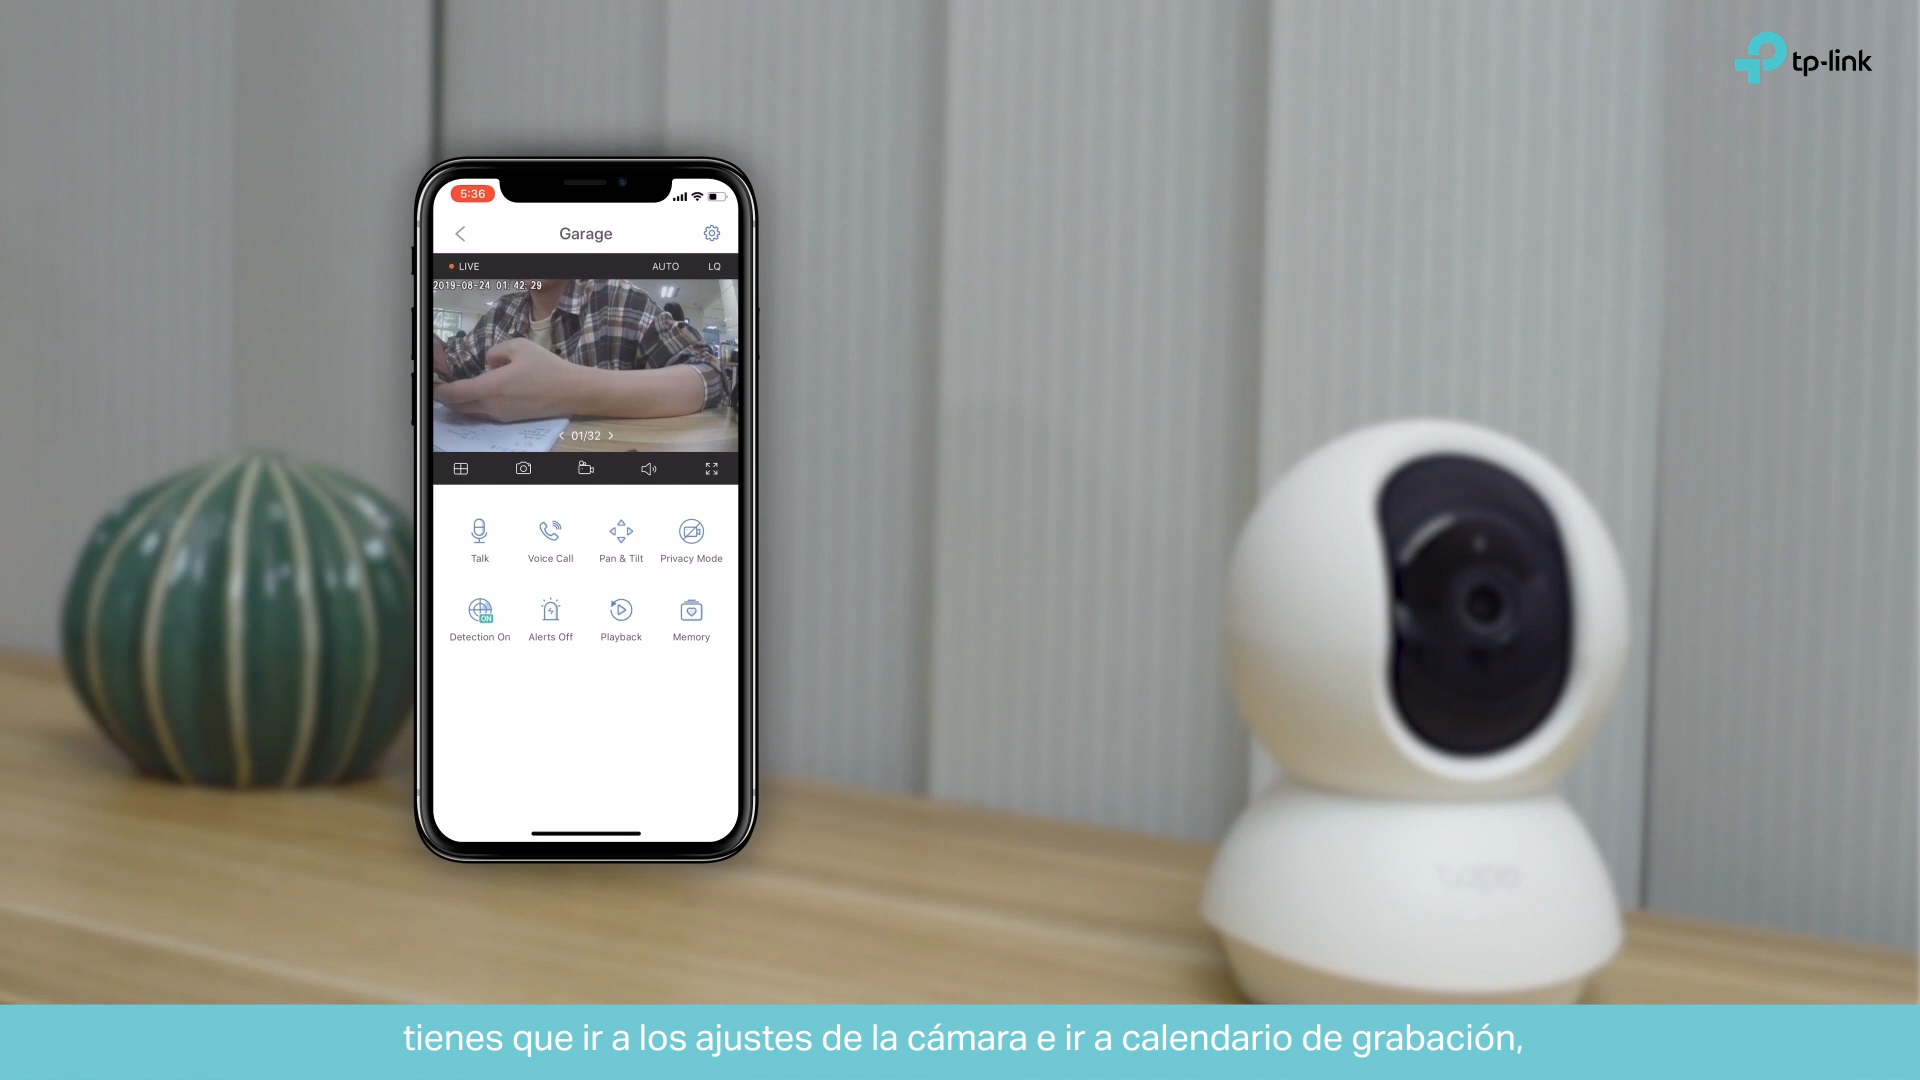 tp-link
5:36
Garage
LIVE AUTO LQ
2019-08-24 01:42:29
01/32
Talk Voice Call Pan & Tilt Privacy Mode
ON
Detection On Alerts Off Playback Memory
tapo
tienes que ir a los ajustes de la cámara e ir a calendario de grabación,